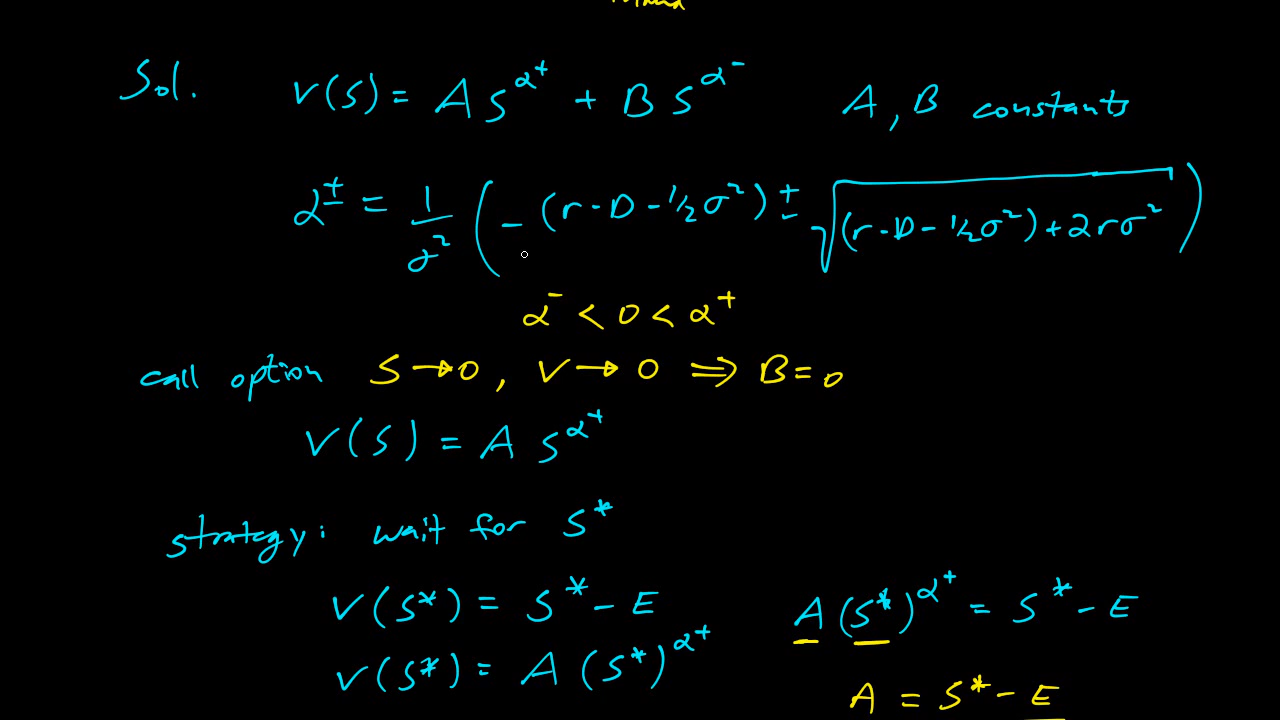 Sol. V(S) = A S^α⁺ + B S^α⁻ A, B constants
α^± = 1/σ² ( - (r - D - ½σ²) ± √((r - D - ½σ²) + 2rσ²) )
α⁻ < 0 < α⁺
call option S → 0, V → 0 ⟹ B = 0
V(S) = A S^α⁺
strategy: wait for S*
V(S*) = S* - E
A (S*)^α⁺ = S* - E
V(S*) = A (S*)^α⁺
A = S* - E